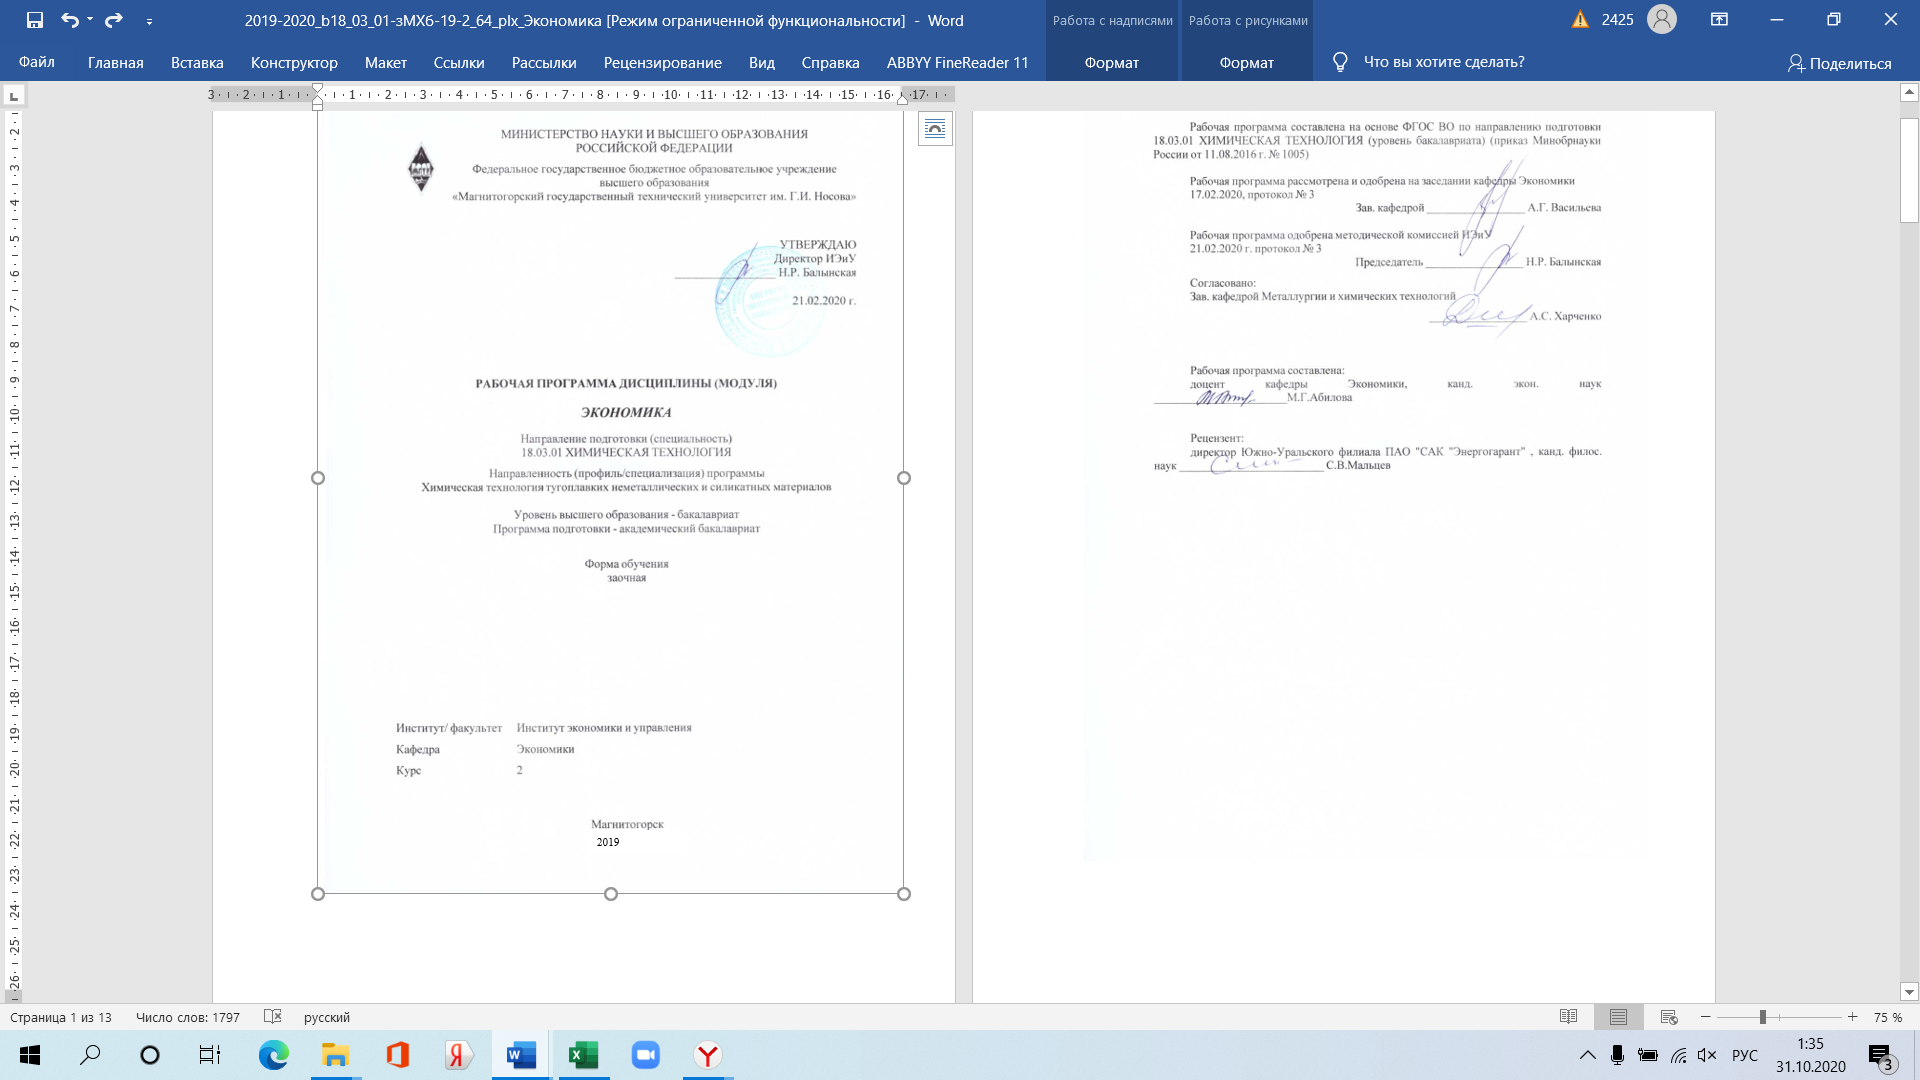 2019-2020_b18_03_01-зМХб-19-2_64_plx_Экономика [Режим ограниченной функциональности] - Word
Работа с надписями
Работа с рисунками
2425
Файл
Главная
Вставка
Конструктор
Макет
Ссылки
Рассылки
Рецензирование
Вид
Справка
ABBYY FineReader 11
Формат
Формат
Что вы хотите сделать?
Поделиться
МИНИСТЕРСТВО НАУКИ И ВЫСШЕГО ОБРАЗОВАНИЯ
РОССИЙСКОЙ ФЕДЕРАЦИИ
Федеральное государственное бюджетное образовательное учреждение
высшего образования
«Магнитогорский государственный технический университет им. Г.И. Носова»
УТВЕРЖДАЮ
Директор ИЭиУ
Н.Р. Балынская
21.02.2020 г.
РАБОЧАЯ ПРОГРАММА ДИСЦИПЛИНЫ (МОДУЛЯ)
ЭКОНОМИКА
Направление подготовки (специальность)
18.03.01 ХИМИЧЕСКАЯ ТЕХНОЛОГИЯ
Направленность (профиль/специализация) программы
Химическая технология тугоплавких неметаллических и силикатных материалов
Уровень высшего образования - бакалавриат
Программа подготовки - академический бакалавриат
Форма обучения
заочная
Институт/ факультет Институт экономики и управления
Кафедра Экономики
Курс 2
Магнитогорск
2019
Рабочая программа составлена на основе ФГОС ВО по направлению подготовки
18.03.01 ХИМИЧЕСКАЯ ТЕХНОЛОГИЯ (уровень бакалавриата) (приказ Минобрнауки
России от 11.08.2016 г. № 1005)
Рабочая программа рассмотрена и одобрена на заседании кафедры Экономики
17.02.2020, протокол № 3
Зав. кафедрой А.Г. Васильева
Рабочая программа одобрена методической комиссией ИЭиУ
21.02.2020 г. протокол № 3
Председатель Н.Р. Балынская
Согласовано:
Зав. кафедрой Металлургии и химических технологий
А.С. Харченко
Рабочая программа составлена:
доцент кафедры Экономики, канд. экон. наук
М.Г.Абилова
Рецензент:
директор Южно-Уральского филиала ПАО "САК "Энергогарант" , канд. филос.
наук С.В.Мальцев
Страница 1 из 13
Число слов: 1797
русский
75 %
РУС
1:35
31.10.2020
3